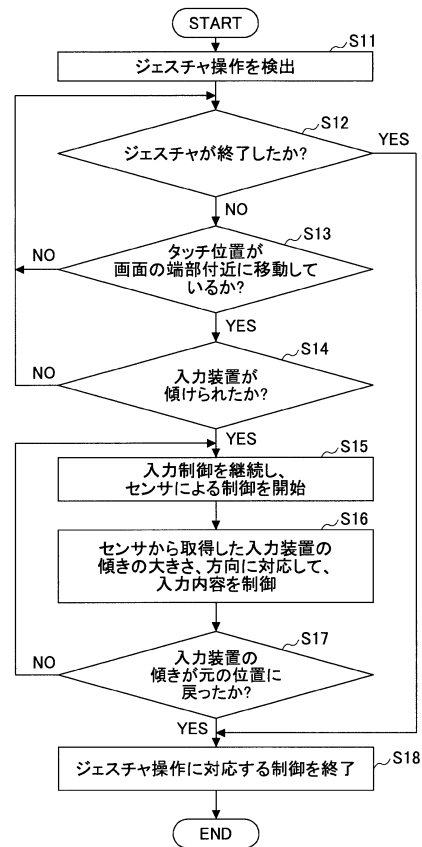 START
S11
ジェスチャ操作を検出
S12
YES
ジェスチャが終了したか?
NO
S13
NO
タッチ位置が
画面の端部付近に移動して
いるか?
YES
S14
NO
入力装置が
傾けられたか?
YES
S15
入力制御を継続し、
センサによる制御を開始
S16
センサから取得した入力装置の
傾きの大きさ、方向に対応して、
入力内容を制御
S17
NO
入力装置の
傾きが元の位置に
戻ったか?
YES
S18
ジェスチャ操作に対応する制御を終了
END